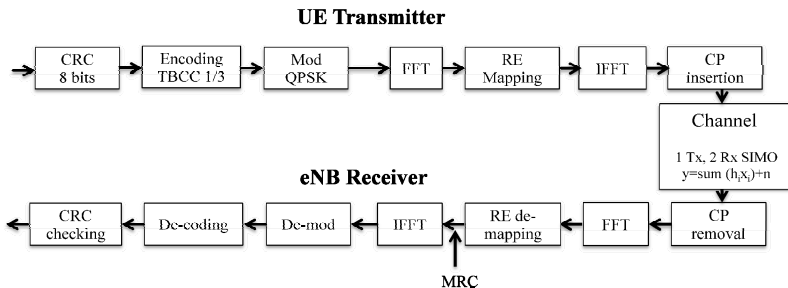 UE Transmitter
CRC
8 bits
Encoding
TBCC 1/3
Mod
QPSK
FFT
RE
Mapping
IFFT
CP
insertion
Channel
1 Tx, 2 Rx SIMO
y=sum (hᵢxᵢ)+n
eNB Receiver
CRC
checking
De-coding
De-mod
IFFT
RE de-
mapping
FFT
CP
removal
MRC